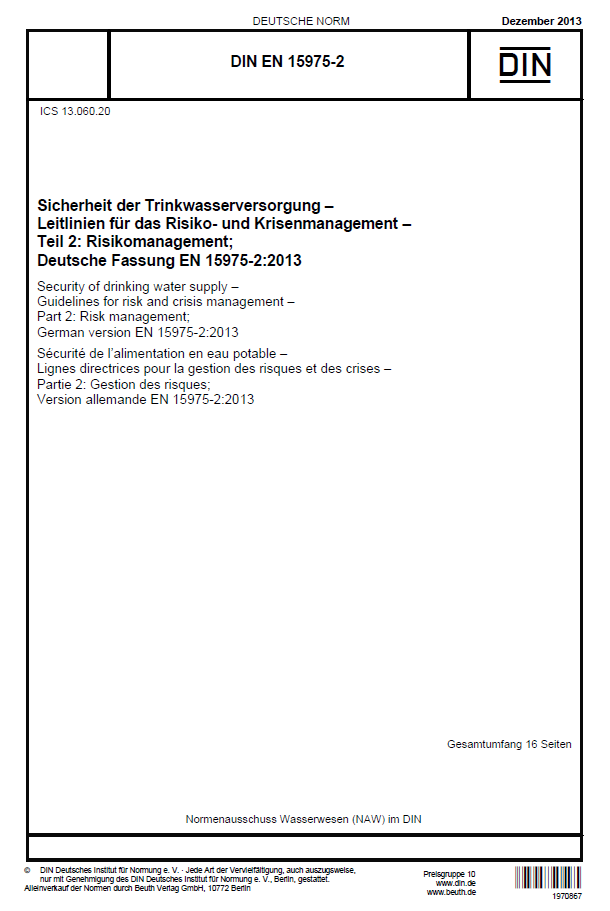 DEUTSCHE NORM
Dezember 2013
DIN EN 15975-2
DIN
ICS 13.060.20
Sicherheit der Trinkwasserversorgung –
Leitlinien für das Risiko- und Krisenmanagement –
Teil 2: Risikomanagement;
Deutsche Fassung EN 15975-2:2013
Security of drinking water supply –
Guidelines for risk and crisis management –
Part 2: Risk management;
German version EN 15975-2:2013
Sécurité de l'alimentation en eau potable –
Lignes directrices pour la gestion des risques et des crises –
Partie 2: Gestion des risques;
Version allemande EN 15975-2:2013
Gesamtumfang 16 Seiten
Normenausschuss Wasserwesen (NAW) im DIN
© DIN Deutsches Institut für Normung e. V. · Jede Art der Vervielfältigung, auch auszugsweise,
nur mit Genehmigung des DIN Deutsches Institut für Normung e. V., Berlin, gestattet.
Alleinverkauf der Normen durch Beuth Verlag GmbH, 10772 Berlin
Preisgruppe 10
www.din.de
www.beuth.de
1970867